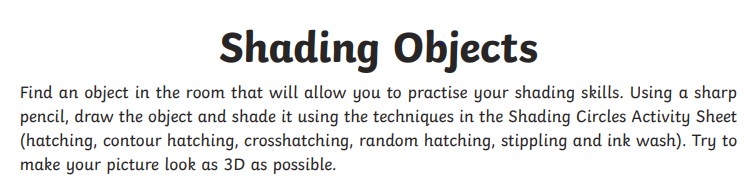 Shading Objects
Find an object in the room that will allow you to practise your shading skills. Using a sharp
pencil, draw the object and shade it using the techniques in the Shading Circles Activity Sheet
(hatching, contour hatching, crosshatching, random hatching, stippling and ink wash). Try to
make your picture look as 3D as possible.